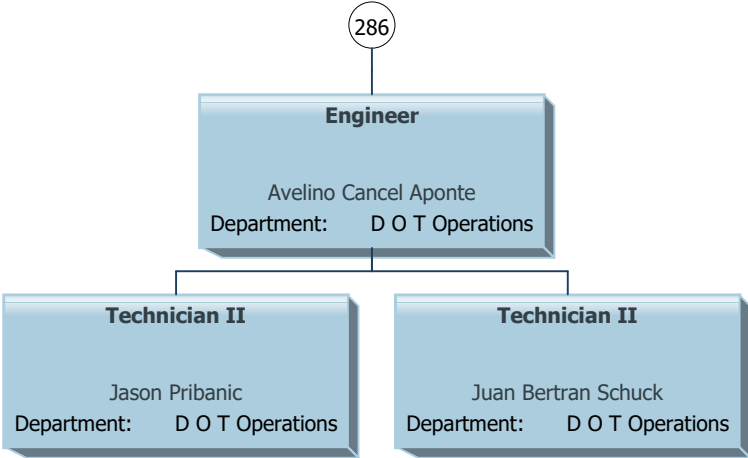 286
Engineer
Avelino Cancel Aponte
Department: D O T Operations
Technician II
Jason Pribanic
Department: D O T Operations
Technician II
Juan Bertran Schuck
Department: D O T Operations